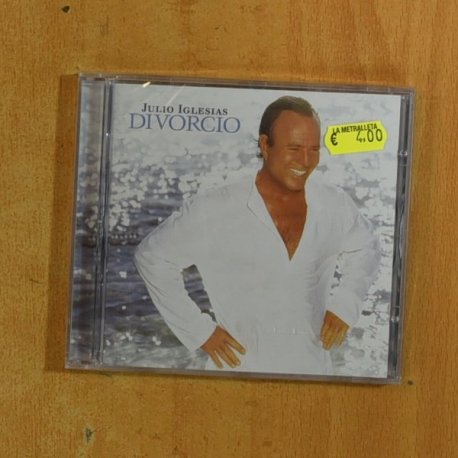 JULIO IGLESIAS
DIVORCIO
LA METRALLETA
€ 4,00